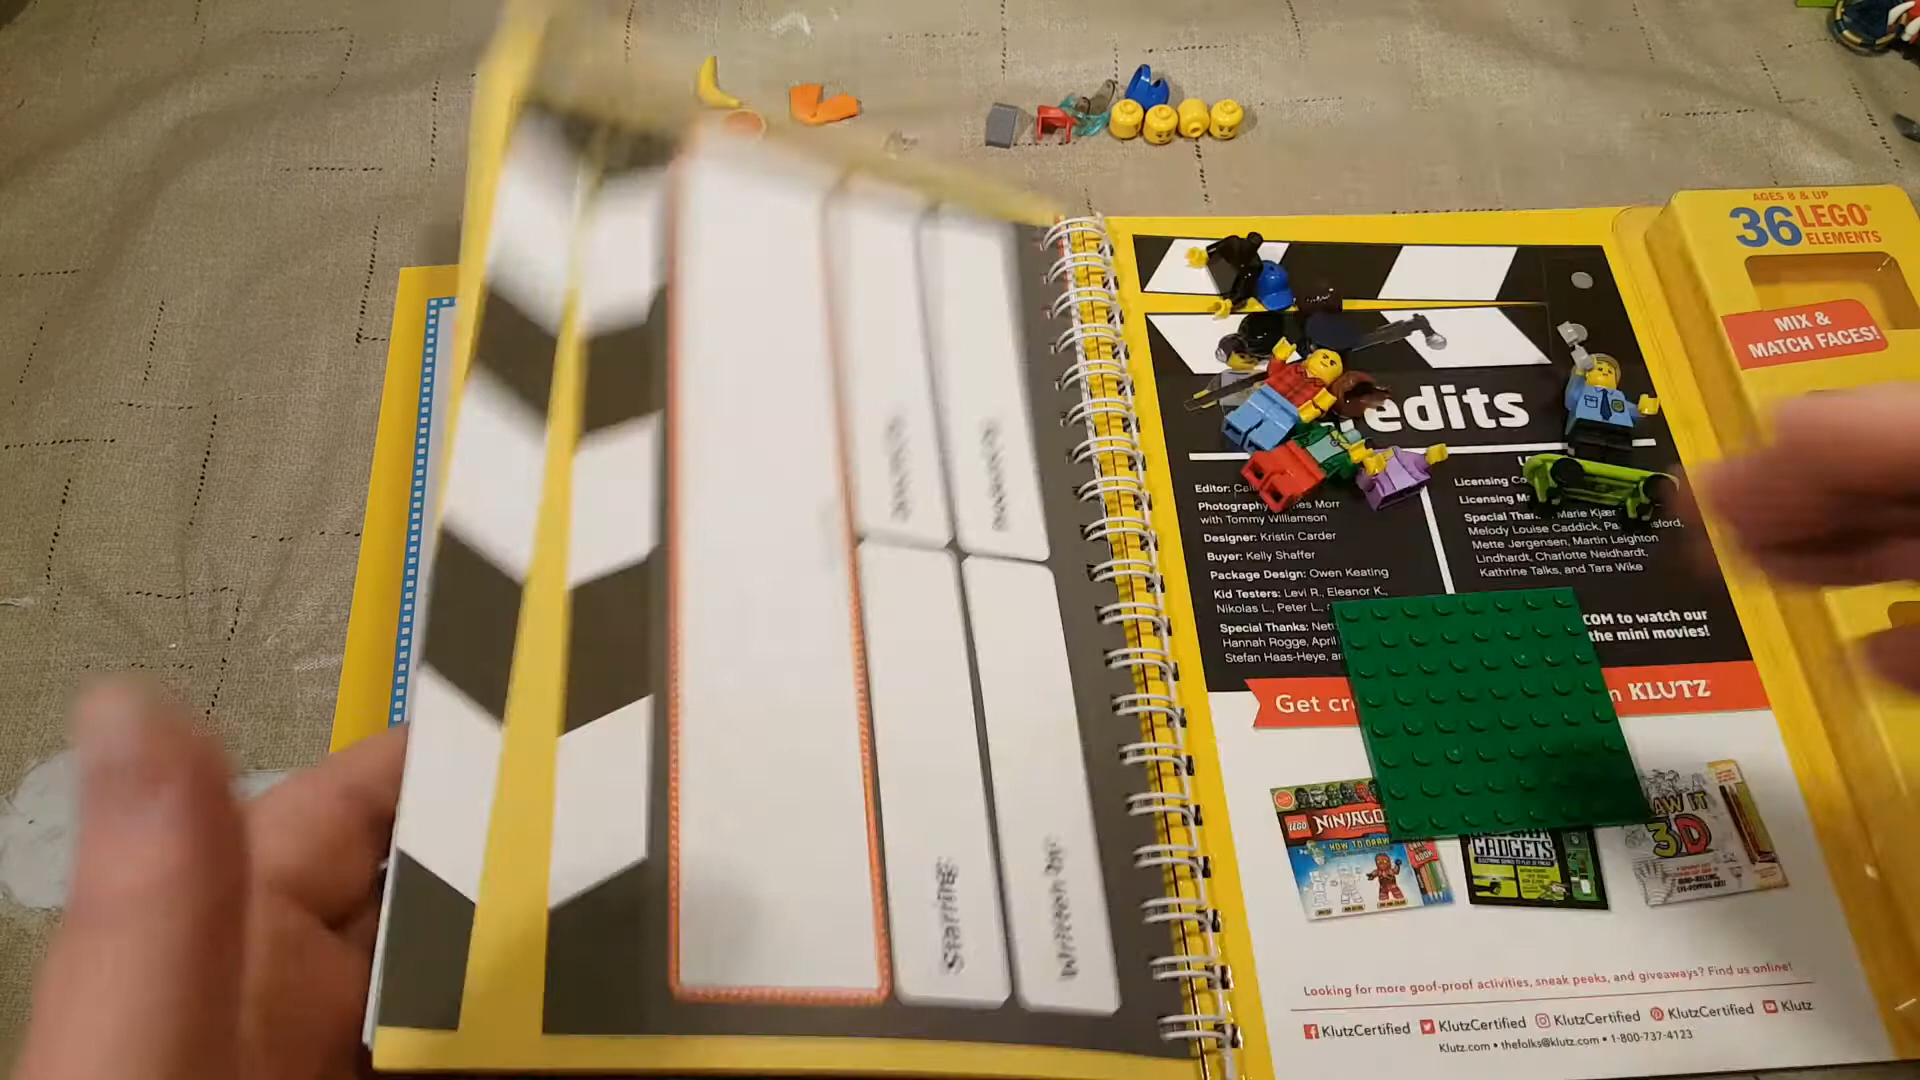 Starring:
Written by:
AGES 8 & UP
36 LEGO®
ELEMENTS
MIX &
MATCH FACES!
edits
Editor:
Photography
with Tommy Williamson
Designer: Kristin Carder
Buyer: Kelly Shaffer
Package Design: Owen Keating
Kid Testers: Levi R., Eleanor K.,
Nikolas L., Peter L.,
Special Thanks:
Hannah Rogge, April
Stefan Haas-Heye,
Licensing
Licensing
Special Marie Kjær
Melody Louise Caddick,
Mette Jørgensen, Martin Leighton
Lindhardt, Charlotte Neidhardt,
Kathrine Talks, and Tara Wike
COM to watch our
the mini movies!
Get
KLUTZ
LEGO NINJAGO
HOW TO DRAW
GADGETS
IT
3D
Looking for more goof-proof activities, sneak peeks, and giveaways? Find us online!
KlutzCertified KlutzCertified KlutzCertified KlutzCertified Klutz
Klutz.com • thefolks@klutz.com • 1-800-737-4123